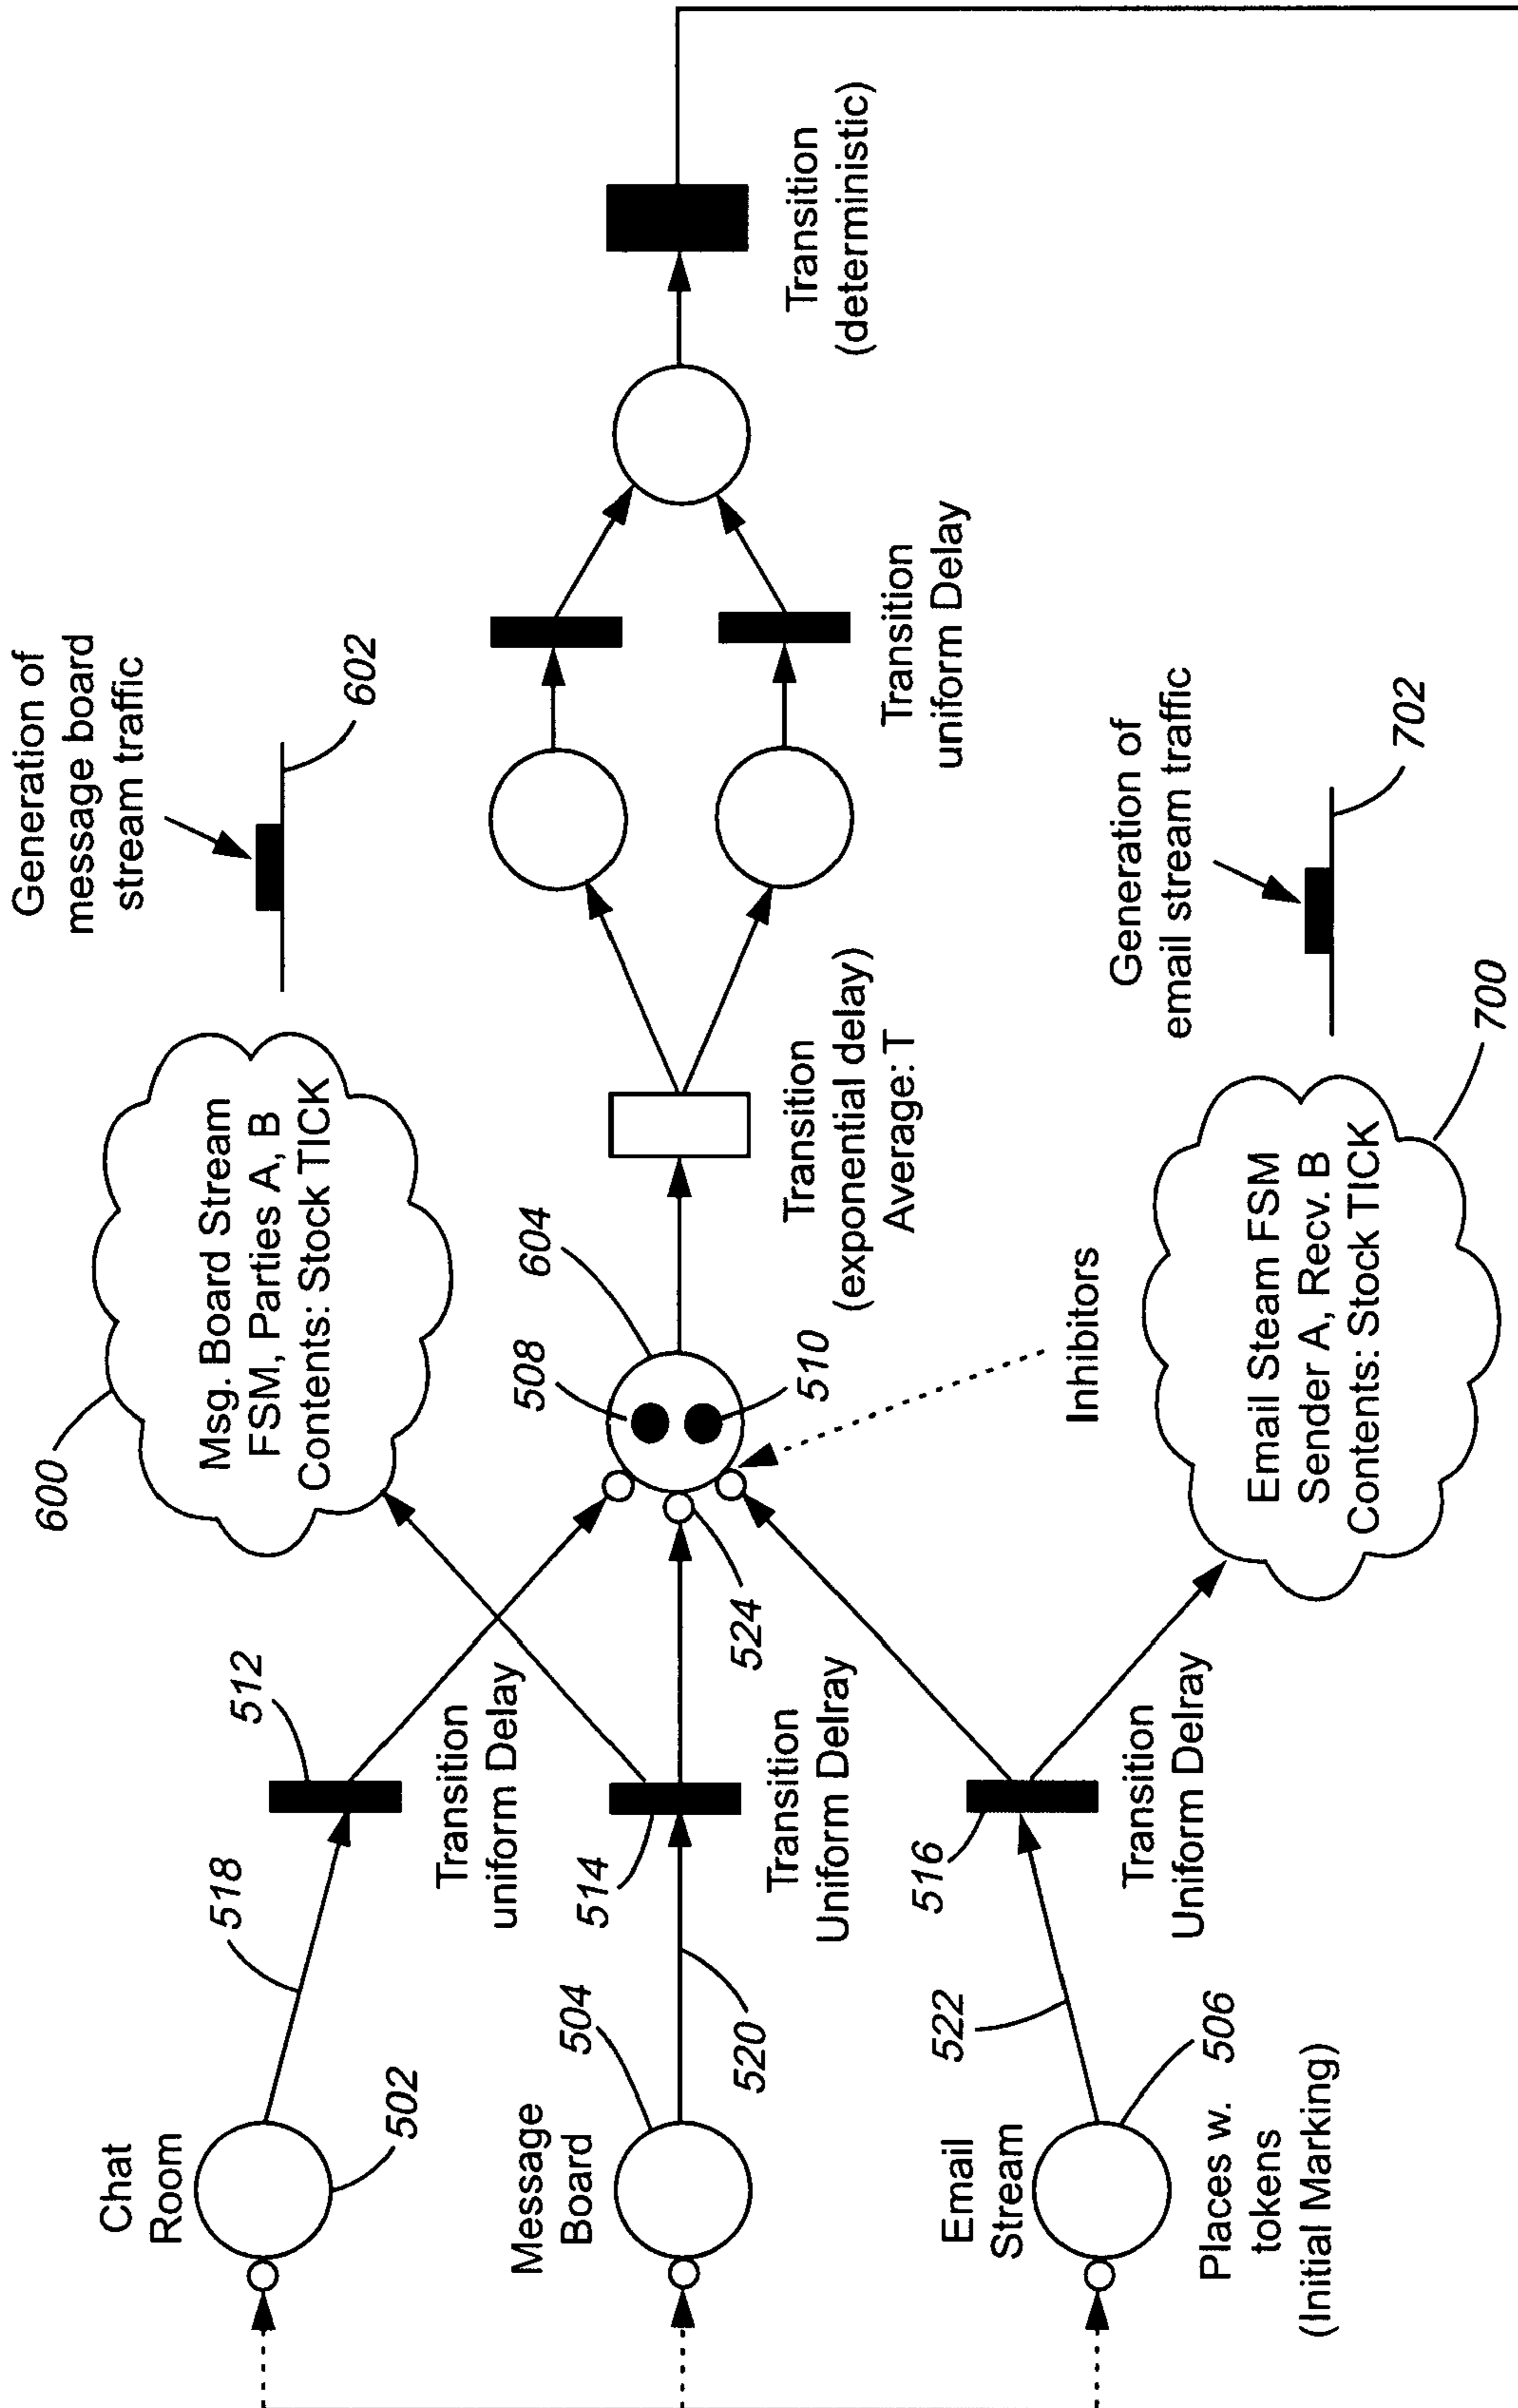 Generation of
message board
stream traffic
602
600
Msg. Board Stream
FSM, Parties A, B
Contents: Stock TICK
Chat
Room
502
518
512
Transition
uniform Delay
Message
Board
504
520
514
Transition
Uniform Delray
524
508
510
604
Inhibitors
Transition
(exponential delay)
Average: T
Transition
uniform Delay
Transition
(deterministic)
Email
Stream
506
Places w.
tokens
(Initial Marking)
522
516
Transition
Uniform Delray
Email Steam FSM
Sender A, Recv. B
Contents: Stock TICK
700
Generation of
email stream traffic
702